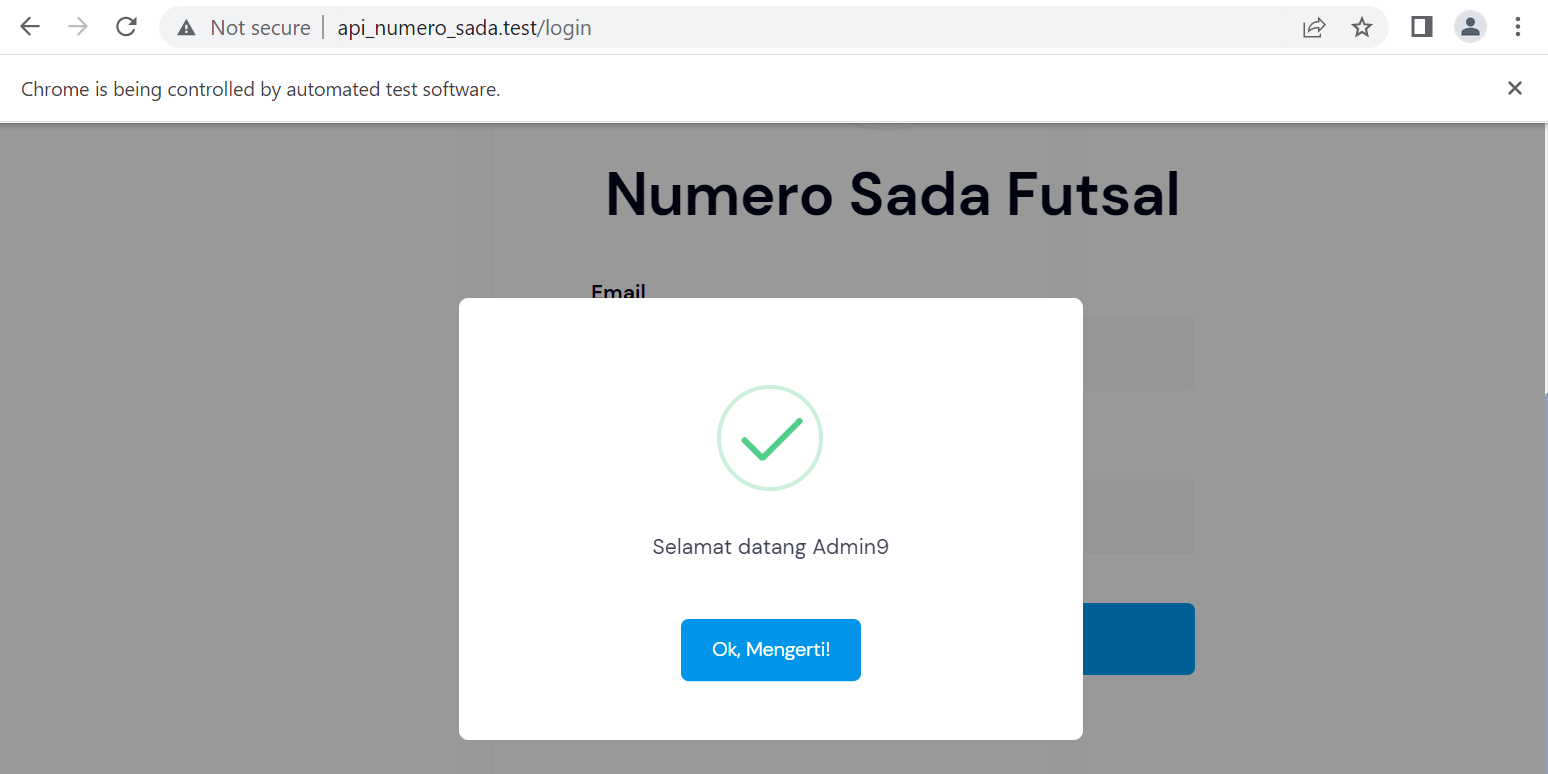 Not secure | api_numero_sada.test/login
Chrome is being controlled by automated test software.
Numero Sada Futsal
Email
Selamat datang Admin9
Ok, Mengerti!